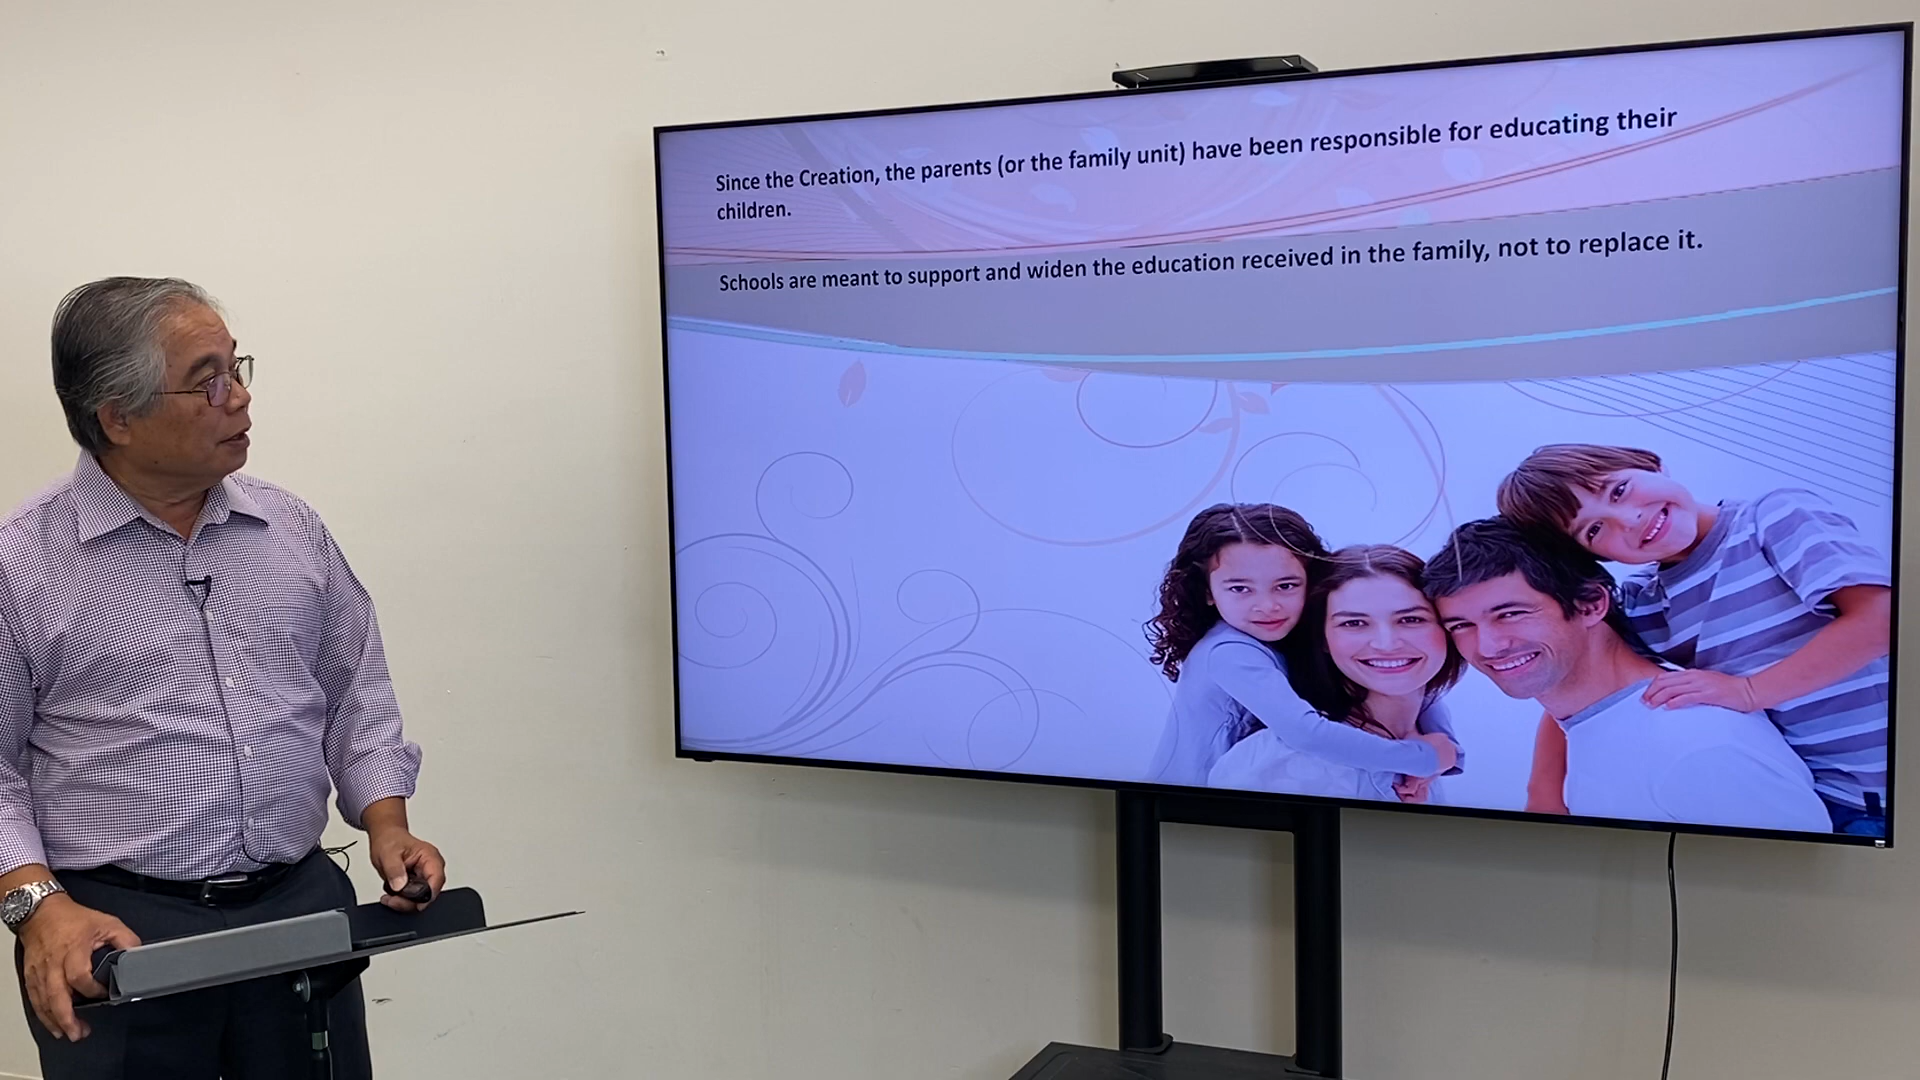 Since the Creation, the parents (or the family unit) have been responsible for educating their
children.
Schools are meant to support and widen the education received in the family, not to replace it.